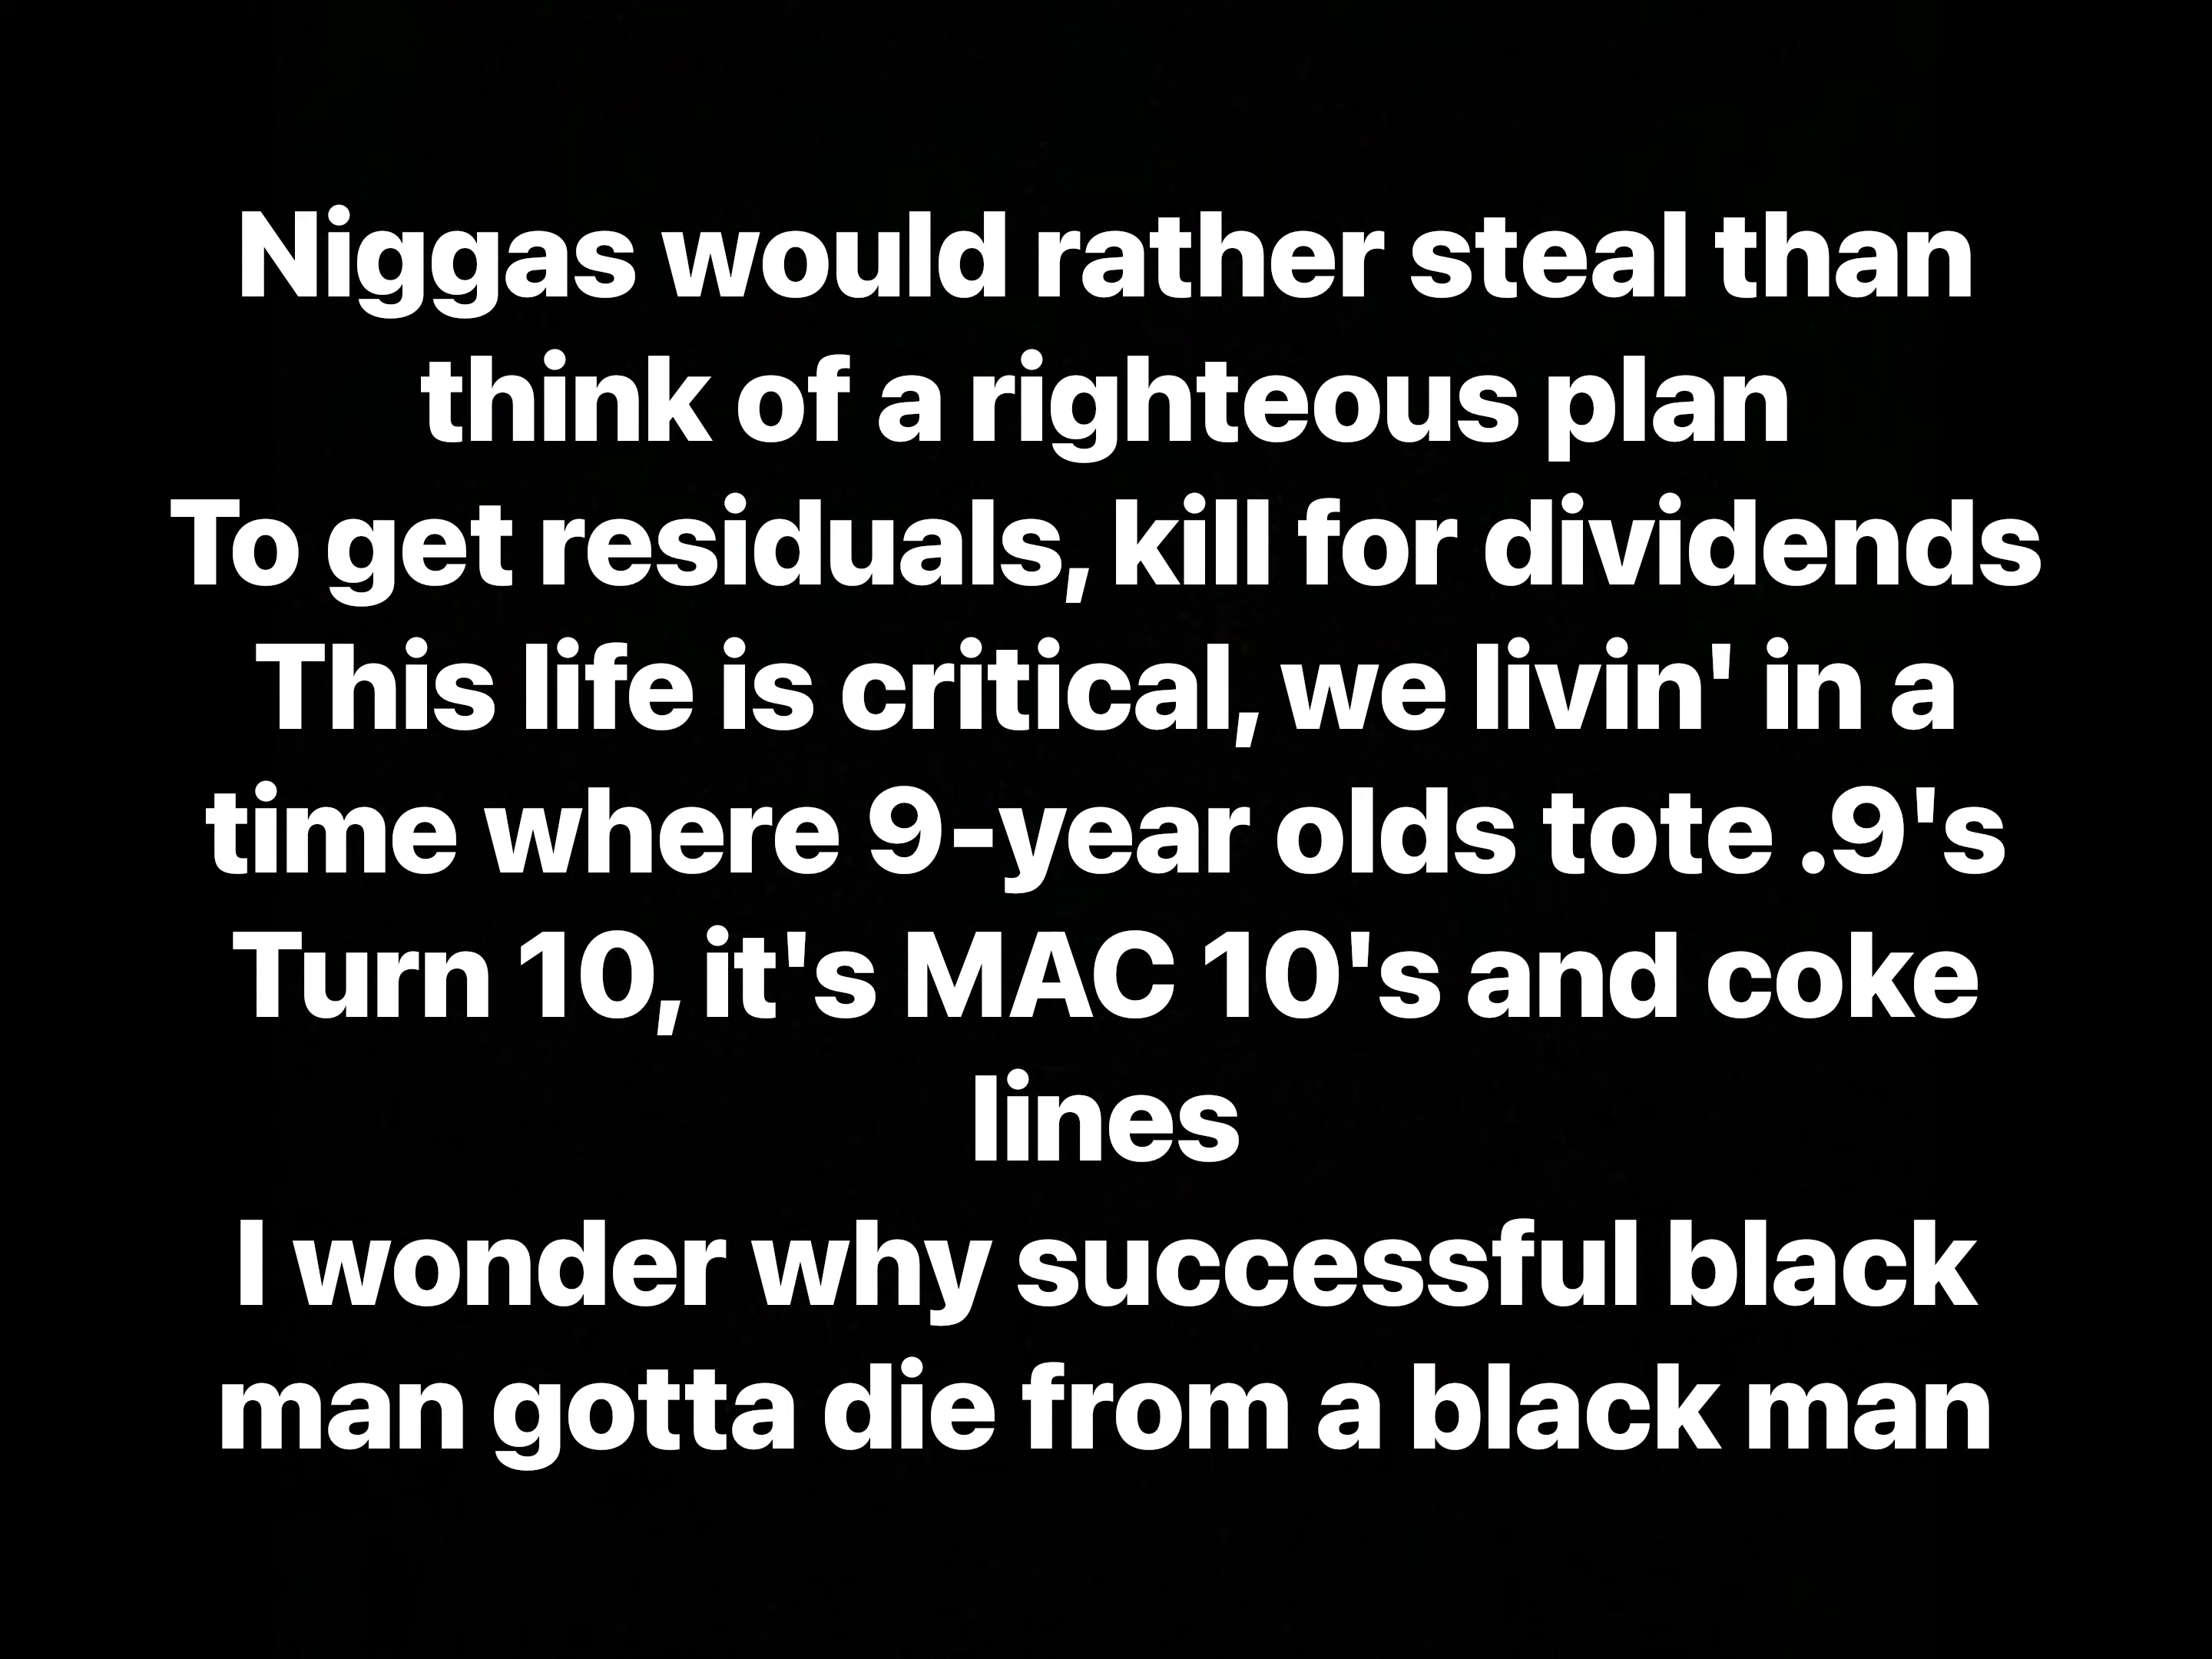 Niggas would rather steal than
think of a righteous plan
To get residuals, kill for dividends
This life is critical, we livin' in a
time where 9-year olds tote .9's
Turn 10, it's MAC 10's and coke
lines
I wonder why successful black
man gotta die from a black man